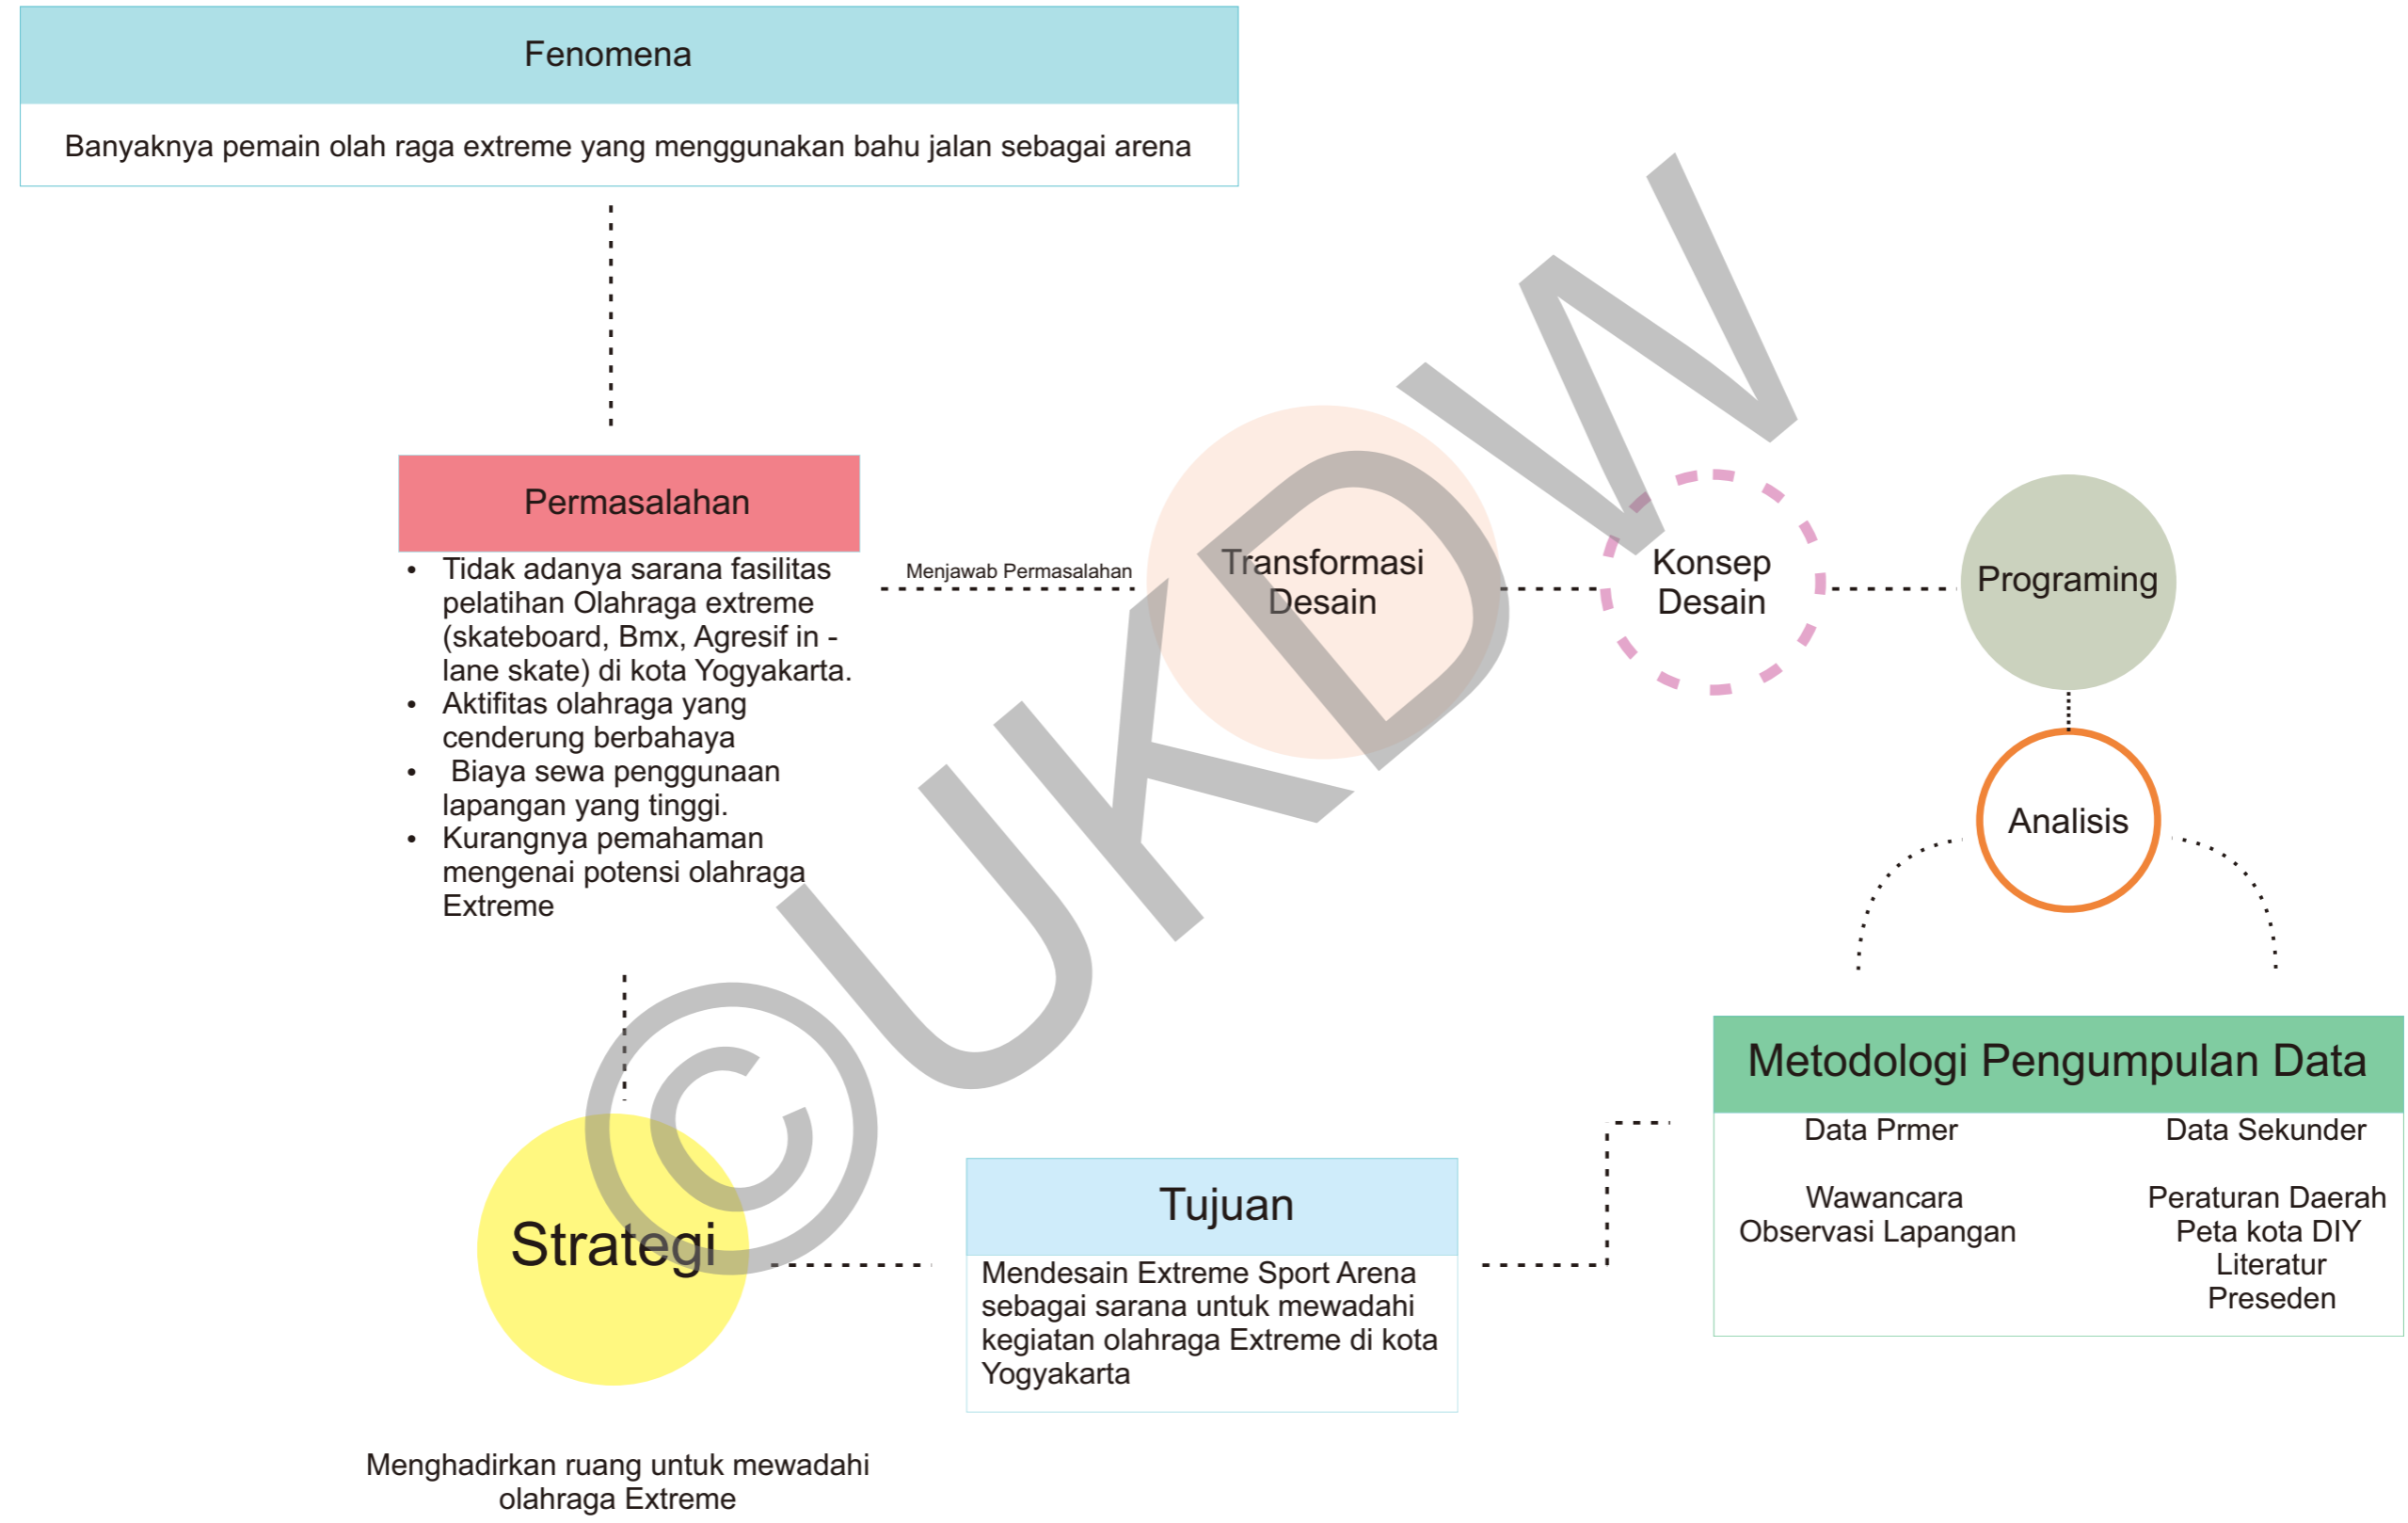 Fenomena
Banyaknya pemain olah raga extreme yang menggunakan bahu jalan sebagai arena
Permasalahan
• Tidak adanya sarana fasilitas
pelatihan Olahraga extreme
(skateboard, Bmx, Agresif in -
lane skate) di kota Yogyakarta.
• Aktifitas olahraga yang
cenderung berbahaya
• Biaya sewa penggunaan
lapangan yang tinggi.
• Kurangnya pemahaman
mengenai potensi olahraga
Extreme
Menjawab Permasalahan
Transformasi
Desain
Konsep
Desain
Programing
Analisis
Strategi
Menghadirkan ruang untuk mewadahi
olahraga Extreme
Tujuan
Mendesain Extreme Sport Arena
sebagai sarana untuk mewadahi
kegiatan olahraga Extreme di kota
Yogyakarta
Metodologi Pengumpulan Data
Data Prmer
Wawancara
Observasi Lapangan
Data Sekunder
Peraturan Daerah
Peta kota DIY
Literatur
Preseden
©UKDW